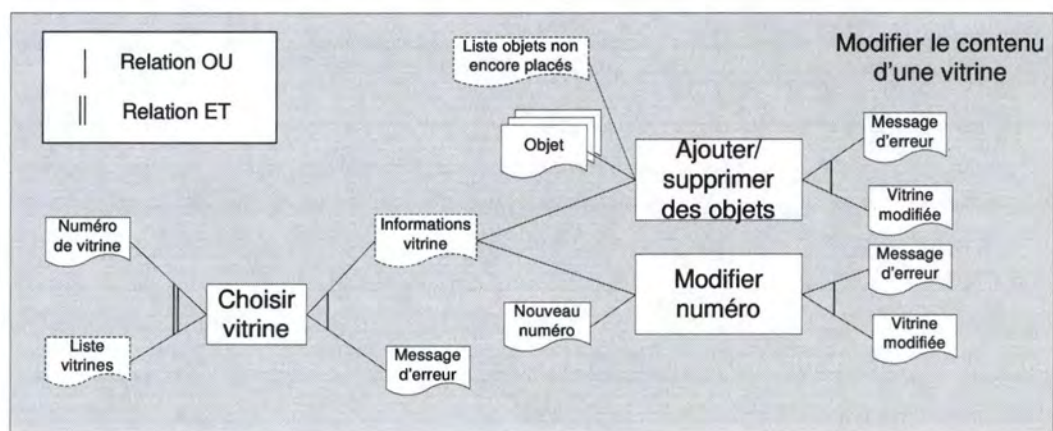 Relation OU
Relation ET
Liste objets non
encore placés
Modifier le contenu
d'une vitrine
Objet
Ajouter/
supprimer
des objets
Message
d'erreur
Vitrine
modifiée
Numéro
de vitrine
Informations
vitrine
Choisir
vitrine
Liste
vitrines
Message
d'erreur
Nouveau
numéro
Modifier
numéro
Message
d'erreur
Vitrine
modifiée